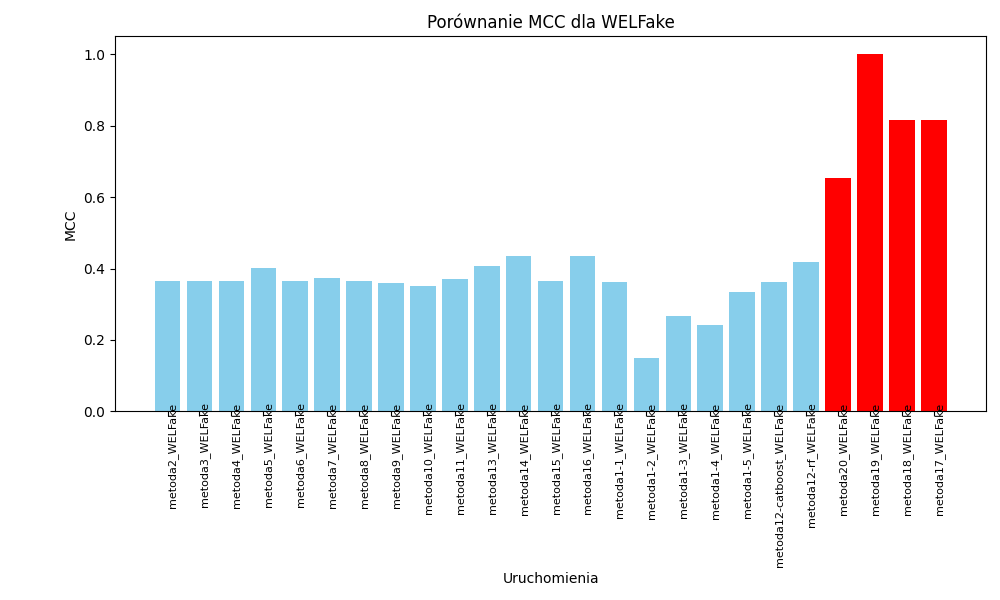 Porównanie MCC dla WELFake
MCC
1.0
0.8
0.6
0.4
0.2
0.0
metoda2_WELFake
metoda3_WELFake
metoda4_WELFake
metoda5_WELFake
metoda6_WELFake
metoda7_WELFake
metoda8_WELFake
metoda9_WELFake
metoda10_WELFake
metoda11_WELFake
metoda13_WELFake
metoda14_WELFake
metoda15_WELFake
metoda16_WELFake
metoda1-1_WELFake
metoda1-2_WELFake
metoda1-3_WELFake
metoda1-4_WELFake
metoda1-5_WELFake
metoda12-catboost_WELFake
metoda12-rf_WELFake
metoda20_WELFake
metoda19_WELFake
metoda18_WELFake
metoda17_WELFake
Uruchomienia